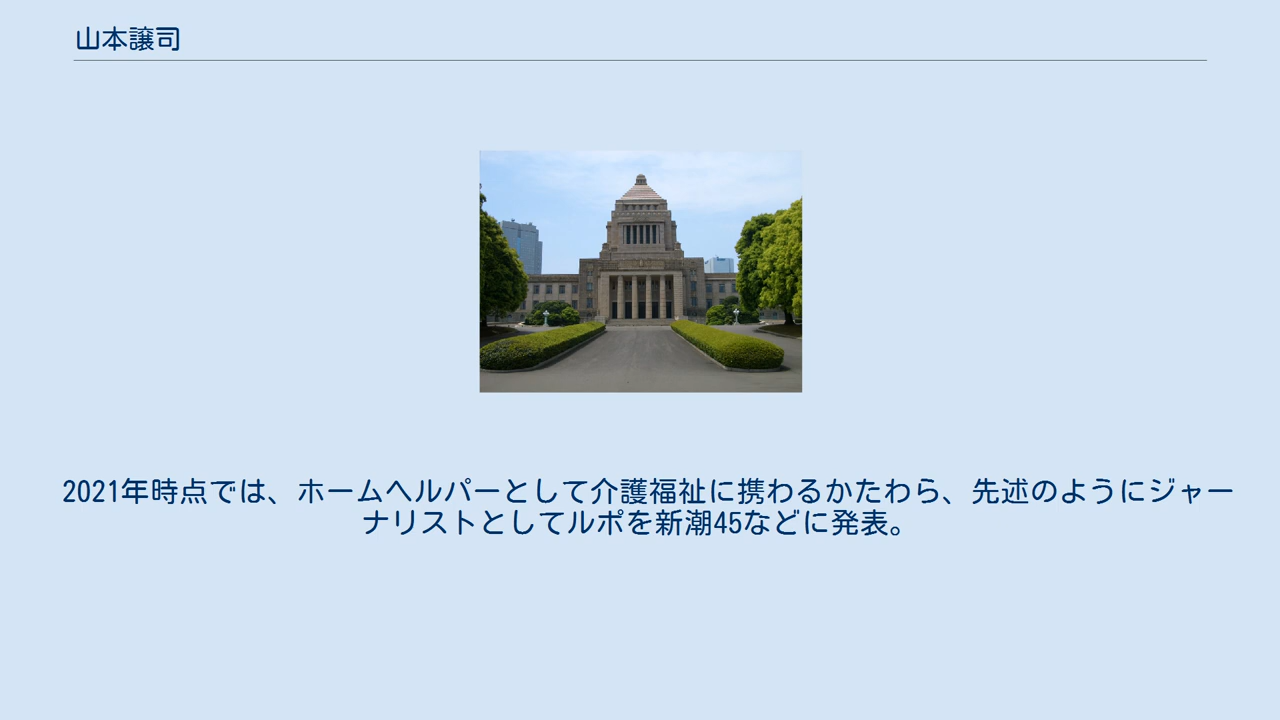 山本譲司
2021年時点では、ホームヘルパーとして介護福祉に携わるかたわら、先述のようにジャー
ナリストとしてルポを新潮45などに発表。